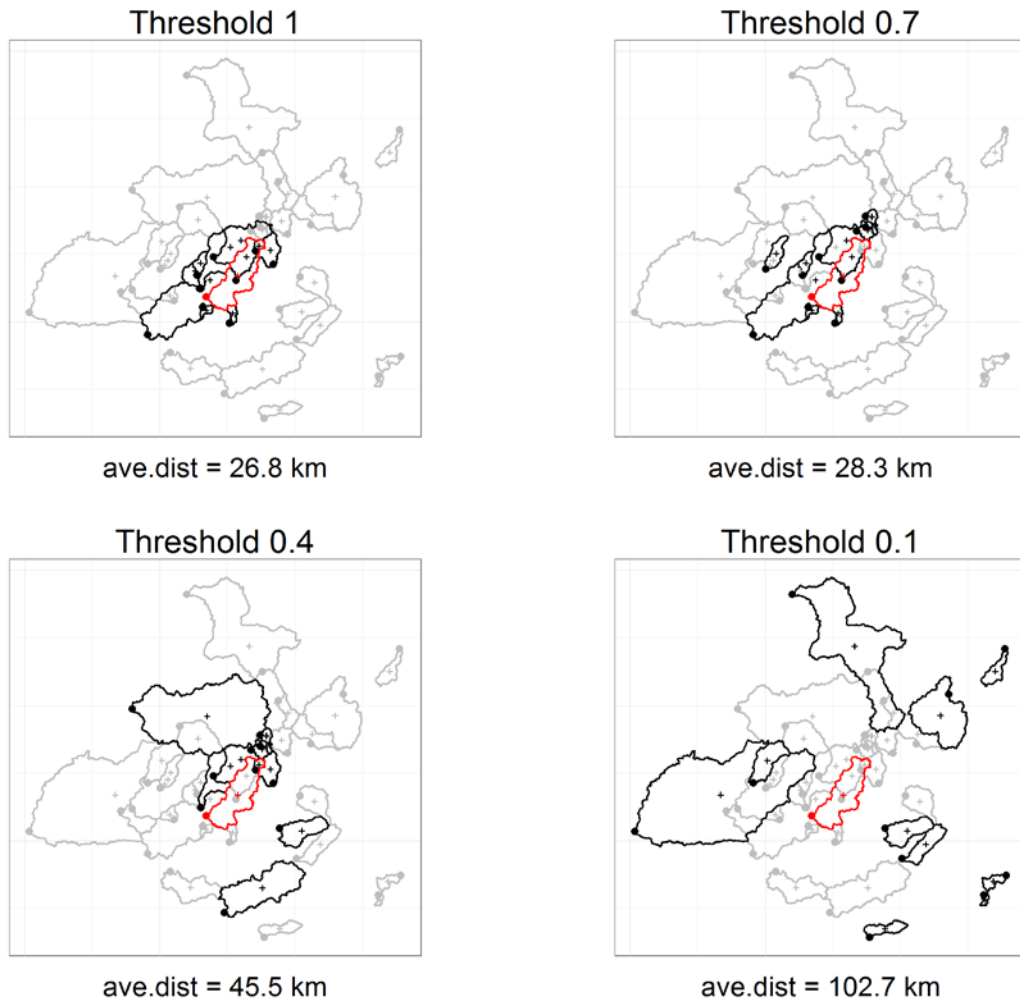 Threshold 1
Threshold 0.7
ave.dist = 26.8 km
ave.dist = 28.3 km
Threshold 0.4
Threshold 0.1
ave.dist = 45.5 km
ave.dist = 102.7 km